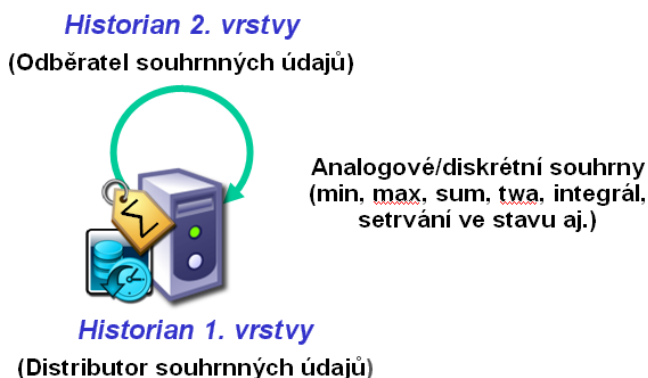 Historian 2. vrstvy
(Odběratel souhrnných údajů)
Analogové/diskrétní souhrny
(min, max, sum, twa, integrál,
setrvání ve stavu aj.)
Σ
Historian 1. vrstvy
(Distributor souhrnných údajů)